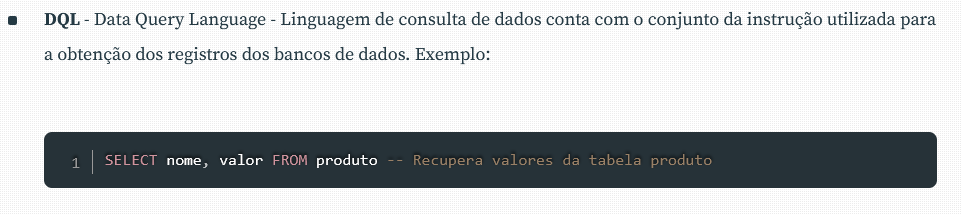 DQL - Data Query Language - Linguagem de consulta de dados conta com o conjunto da instrução utilizada para
a obtenção dos registros dos bancos de dados. Exemplo:
1 SELECT nome, valor FROM produto -- Recupera valores da tabela produto